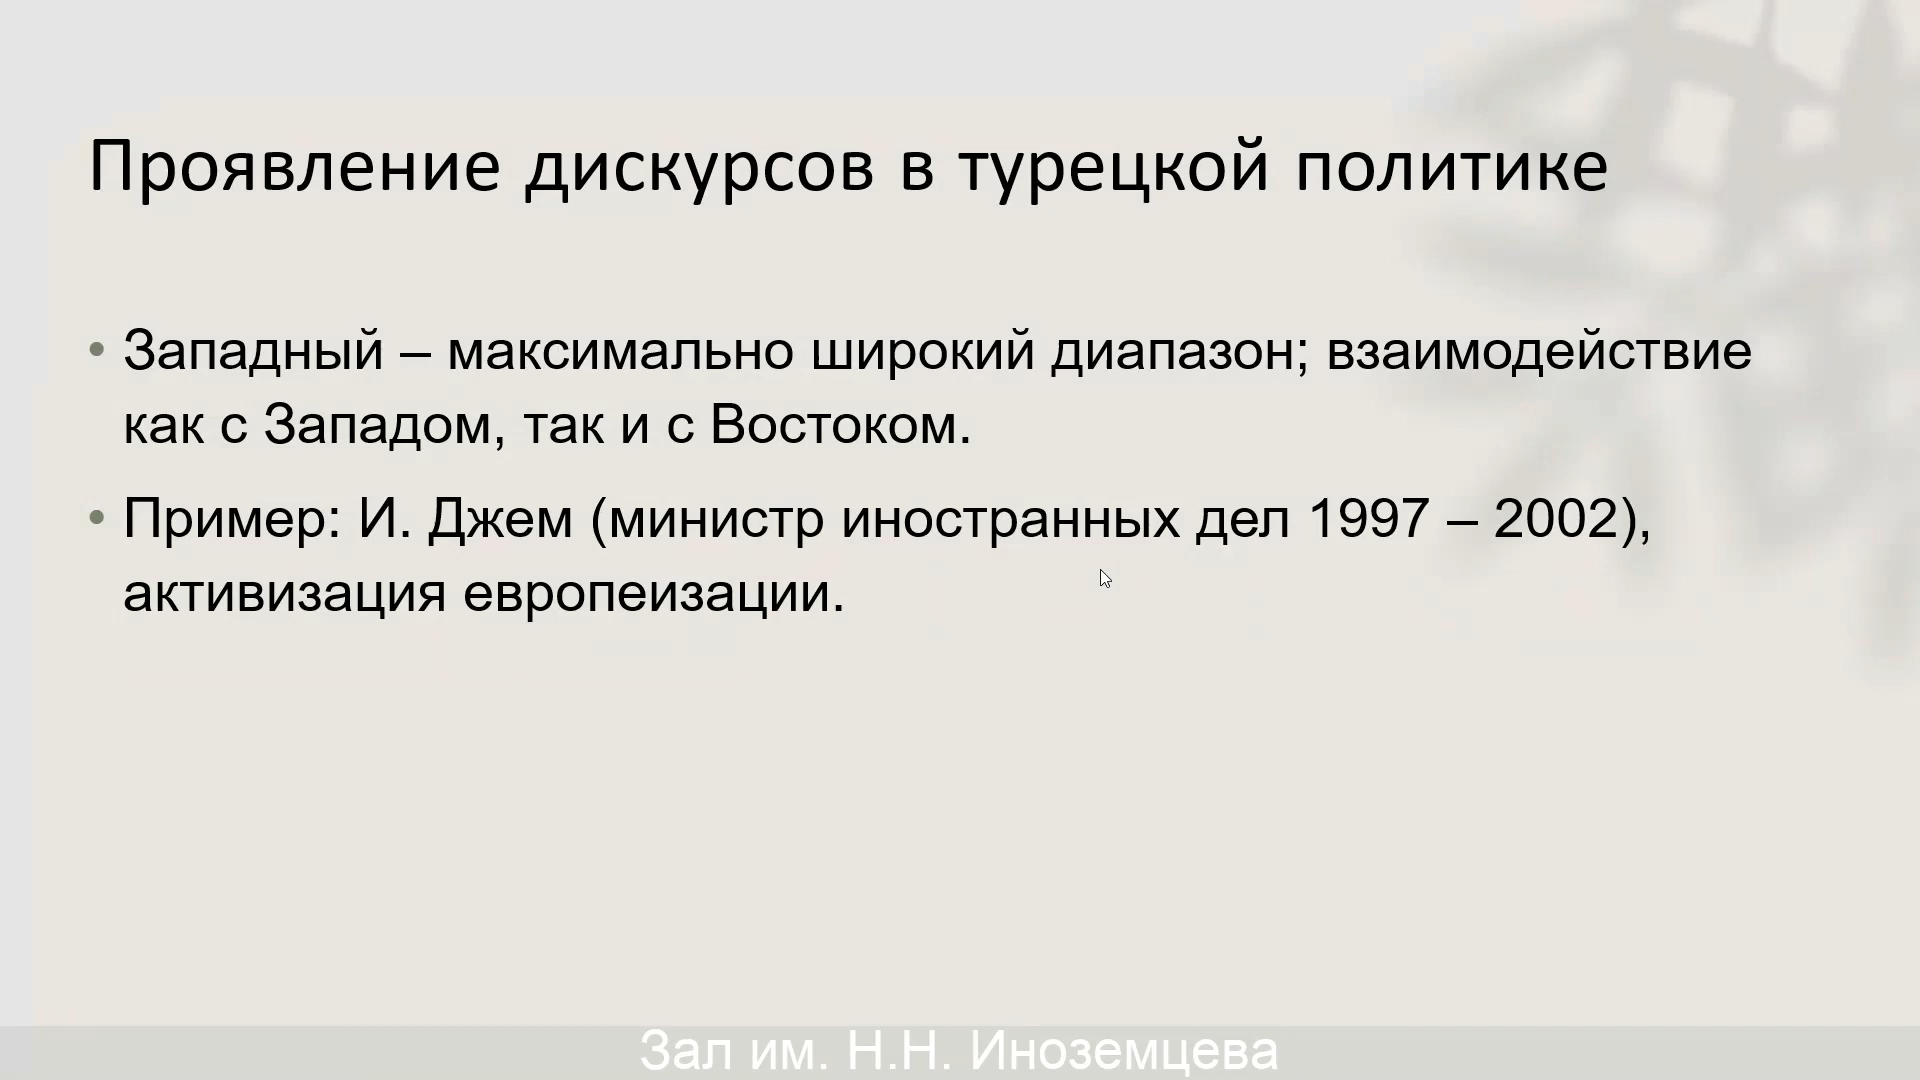 Проявление дискурсов в турецкой политике
• Западный – максимально широкий диапазон; взаимодействие
как с Западом, так и с Востоком.
• Пример: И. Джем (министр иностранных дел 1997 – 2002),
активизация европеизации.
Зал им. Н.Н. Иноземцева